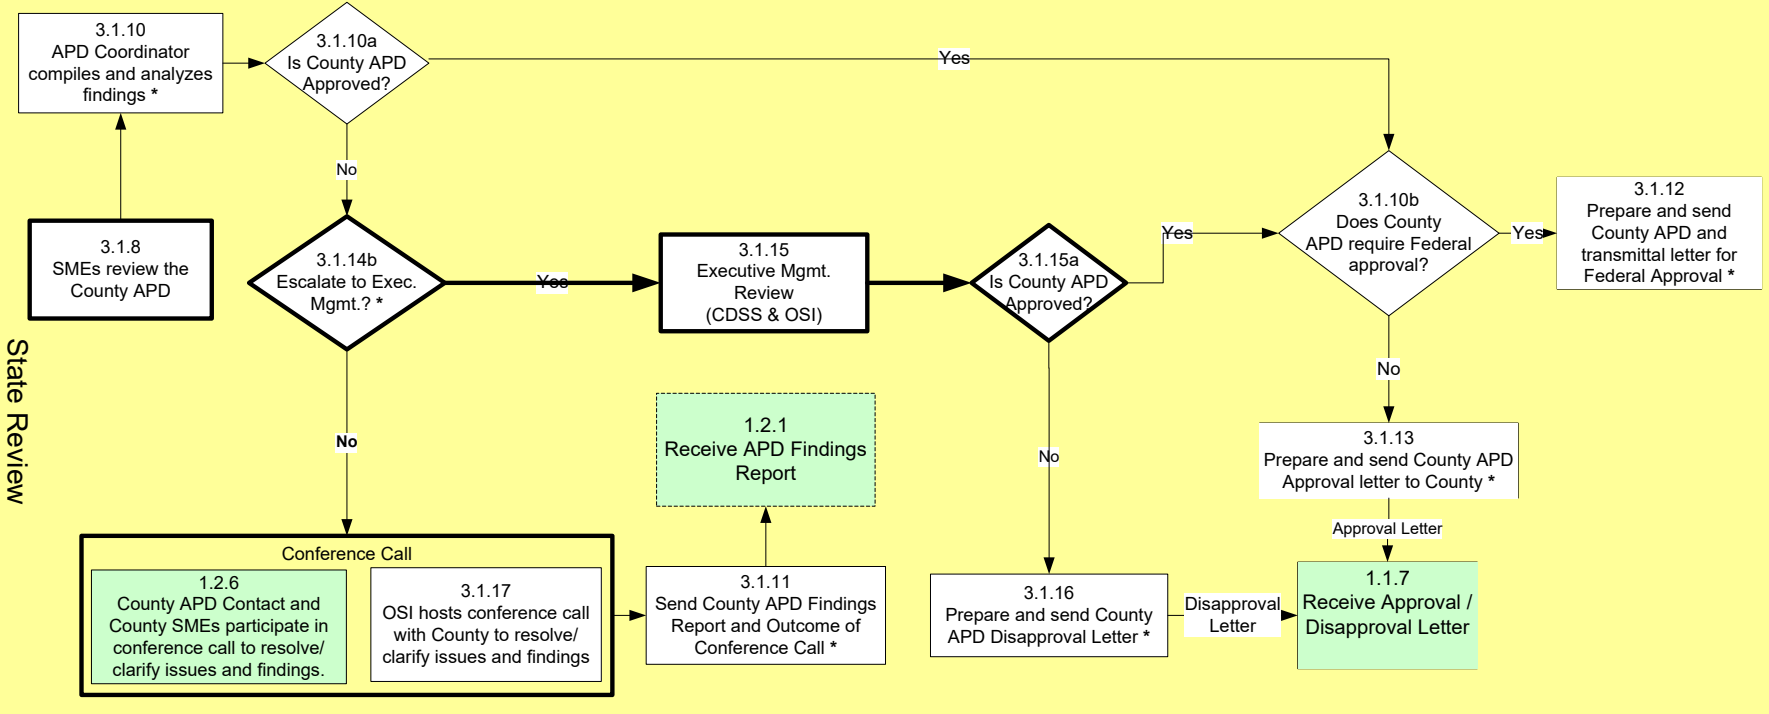 3.1.10
APD Coordinator
compiles and analyzes
findings *
3.1.10a
Is County APD
Approved?
Yes
No
3.1.8
SMEs review the
County APD
3.1.14b
Escalate to Exec.
Mgmt.? *
Yes
3.1.15
Executive Mgmt.
Review
(CDSS & OSI)
3.1.15a
Is County APD
Approved?
Yes
3.1.10b
Does County
APD require Federal
approval?
Yes
3.1.12
Prepare and send
County APD and
transmittal letter for
Federal Approval *
State Review
No
No
No
1.2.1
Receive APD Findings
Report
3.1.13
Prepare and send County APD
Approval letter to County *
Approval Letter
Conference Call
1.2.6
County APD Contact and
County SMEs participate in
conference call to resolve/
clarify issues and findings.
3.1.17
OSI hosts conference call
with County to resolve/
clarify issues and findings
3.1.11
Send County APD Findings
Report and Outcome of
Conference Call *
3.1.16
Prepare and send County
APD Disapproval Letter *
Disapproval
Letter
1.1.7
Receive Approval /
Disapproval Letter